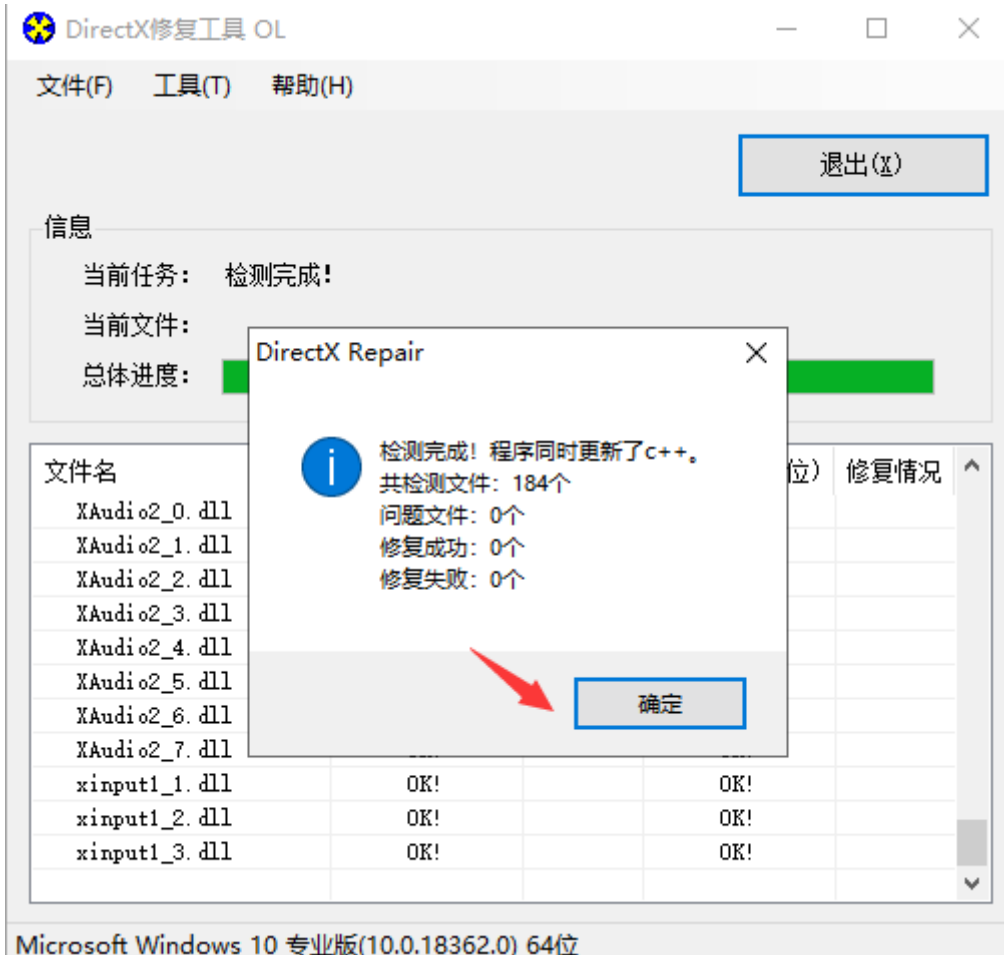 DirectX修复工具 OL
文件(F) 工具(T) 帮助(H)
退出(X)
信息
当前任务： 检测完成！
当前文件：
总体进度：
DirectX Repair
检测完成！程序同时更新了c++。
共检测文件：184个
问题文件：0个
修复成功：0个
修复失败：0个
确定
文件名 位） 修复情况
XAudio2_0.dll
XAudio2_1.dll
XAudio2_2.dll
XAudio2_3.dll
XAudio2_4.dll
XAudio2_5.dll
XAudio2_6.dll
XAudio2_7.dll
xinput1_1.dll OK! OK!
xinput1_2.dll OK! OK!
xinput1_3.dll OK! OK!
Microsoft Windows 10 专业版(10.0.18362.0) 64位